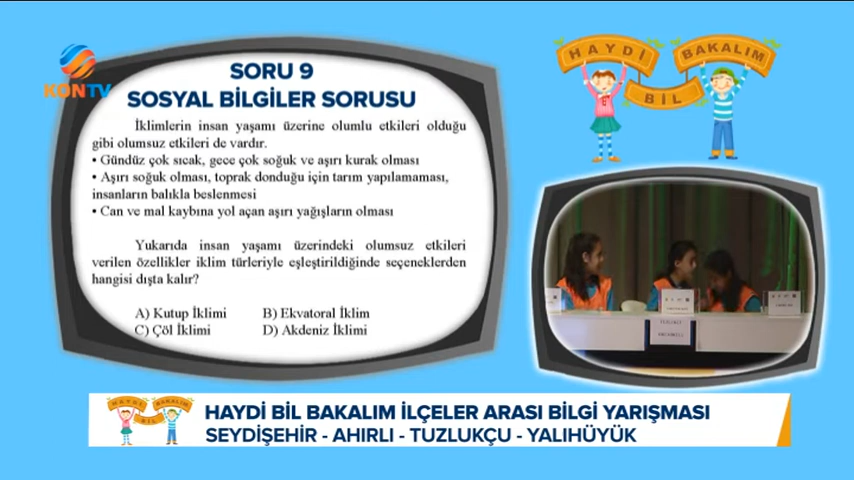 KONTV
SORU 9
SOSYAL BİLGİLER SORUSU
İklimlerin insan yaşamı üzerine olumlu etkileri olduğu
gibi olumsuz etkileri de vardır.
• Gündüz çok sıcak, gece çok soğuk ve aşırı kurak olması
• Aşırı soğuk olması, toprak donduğu için tarım yapılamaması,
insanların balıkla beslenmesi
• Can ve mal kaybına yol açan aşırı yağışların olması
Yukarıda insan yaşamı üzerindeki olumsuz etkileri
verilen özellikler iklim türleriyle eşleştirildiğinde seçeneklerden
hangisi dışta kalır?
A) Kutup İklimi B) Ekvatoral İklim
C) Çöl İklimi D) Akdeniz İklimi
HAYDİ BAKALIM
BİL
HAYDİ BAKALIM
BİL
HAYDİ BİL BAKALIM İLÇELER ARASI BİLGİ YARIŞMASI
SEYDİŞEHİR - AHIRLI - TUZLUKÇU - YALIHÜYÜK